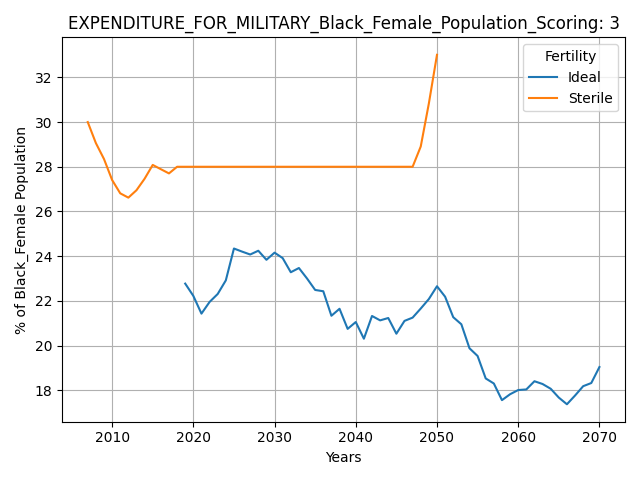 EXPENDITURE_FOR_MILITARY_Black_Female_Population_Scoring: 3
% of Black_Female Population
32
30
28
26
24
22
20
18
Fertility
Ideal
Sterile
2010 2020 2030 2040 2050 2060 2070
Years